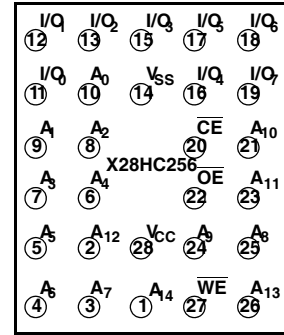 I/O1 I/O2 I/O3 I/O5 I/O6
12 13 15 17 18
I/O0 A0 VSS I/O4 I/O7
11 10 14 16 19
A1 A2 CE A10
9 8 20 21
X28HC256
A3 A4 OE A11
7 6 22 23
A5 A12 VCC A9 A8
5 2 28 24 25
A6 A7 A14 WE A13
4 3 1 27 26